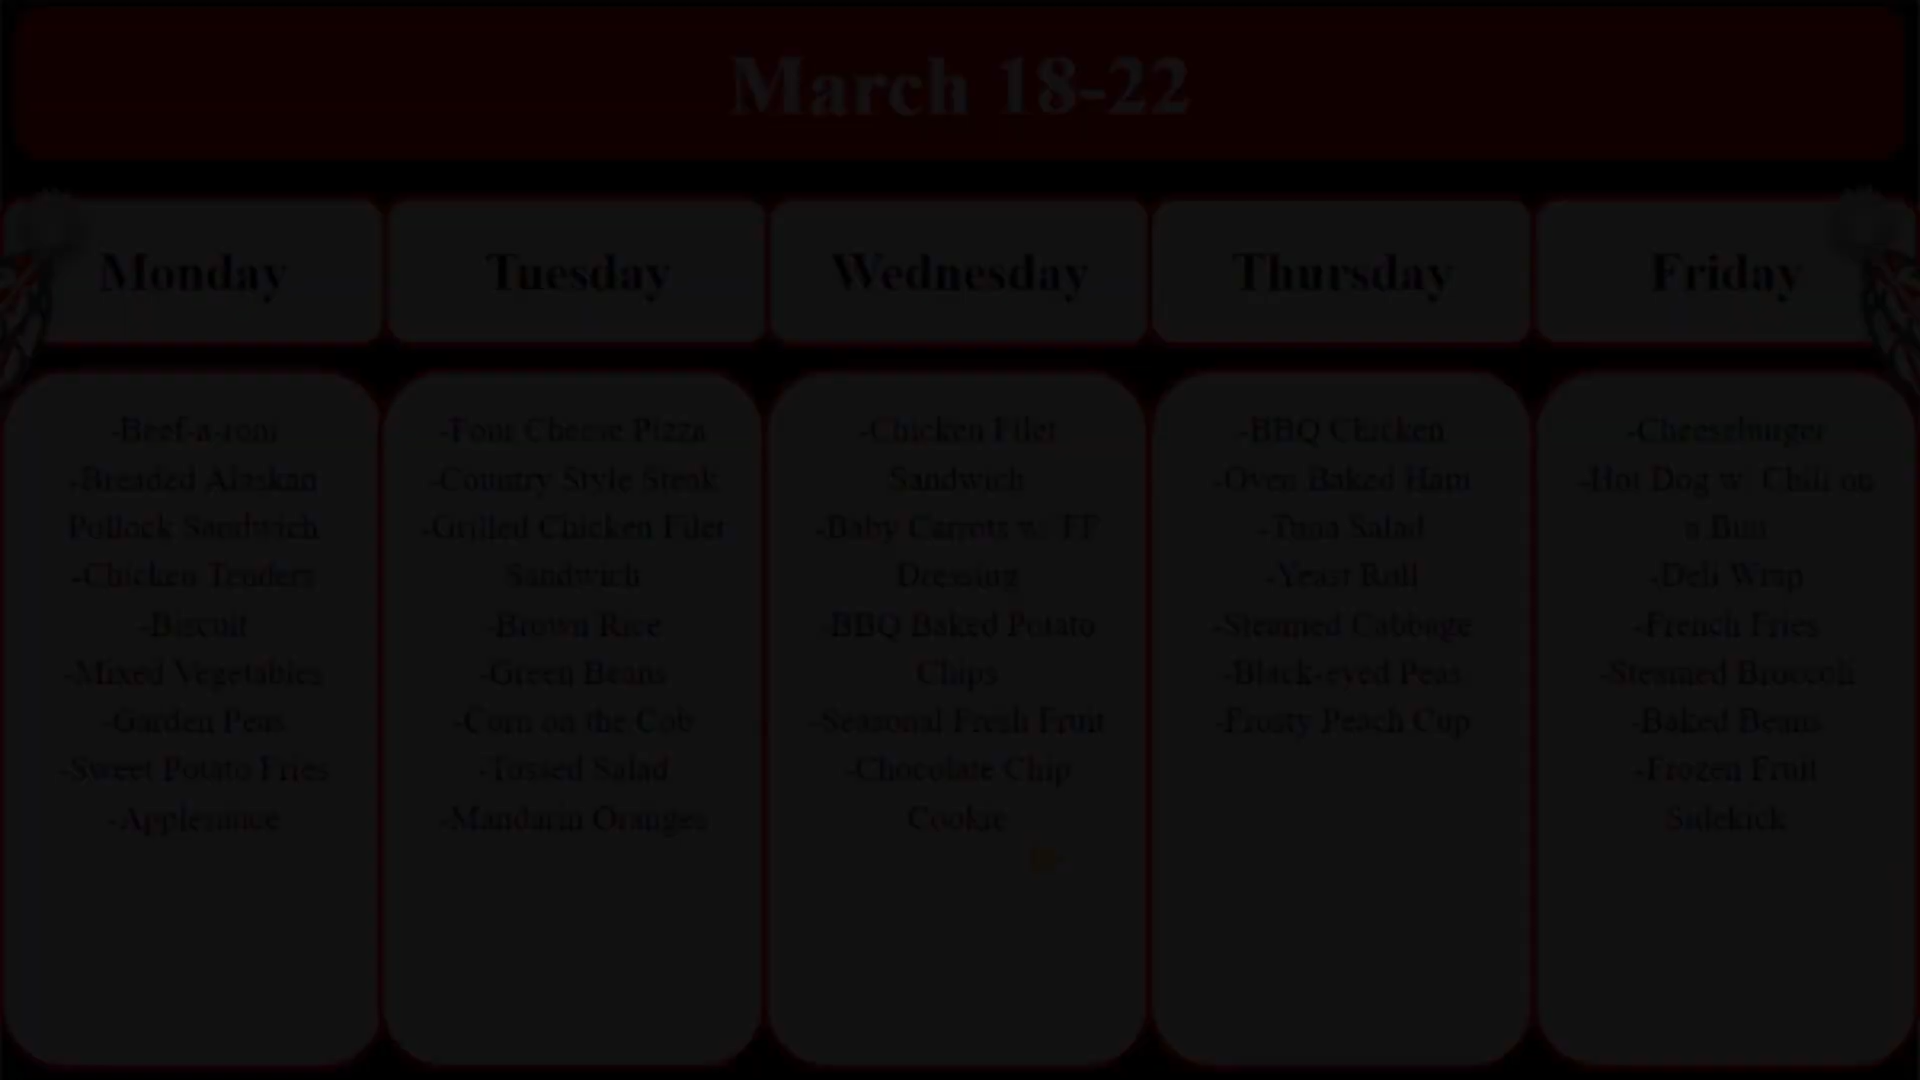 March 18-22
Monday
Tuesday
Wednesday
Thursday
Friday
-Beef-a-roni
-Breaded Alaskan
Pollock Sandwich
-Chicken Tenders
-Biscuit
-Mixed Vegetables
-Garden Peas
-Sweet Potato Fries
-Applesauce
-Four Cheese Pizza
-Country Style Steak
-Grilled Chicken Filet
Sandwich
-Brown Rice
-Green Beans
-Corn on the Cob
-Tossed Salad
-Mandarin Oranges
-Chicken Filet
Sandwich
-Baby Carrots w/ FF
Dressing
-BBQ Baked Potato
Chips
-Seasonal Fresh Fruit
-Chocolate Chip
Cookie
-BBQ Chicken
-Oven Baked Ham
-Tuna Salad
-Yeast Roll
-Steamed Cabbage
-Black-eyed Peas
-Frosty Peach Cup
-Cheeseburger
-Hot Dog w/ Chili on
a Bun
-Deli Wrap
-French Fries
-Steamed Broccoli
-Baked Beans
-Frozen Fruit
Sidekick